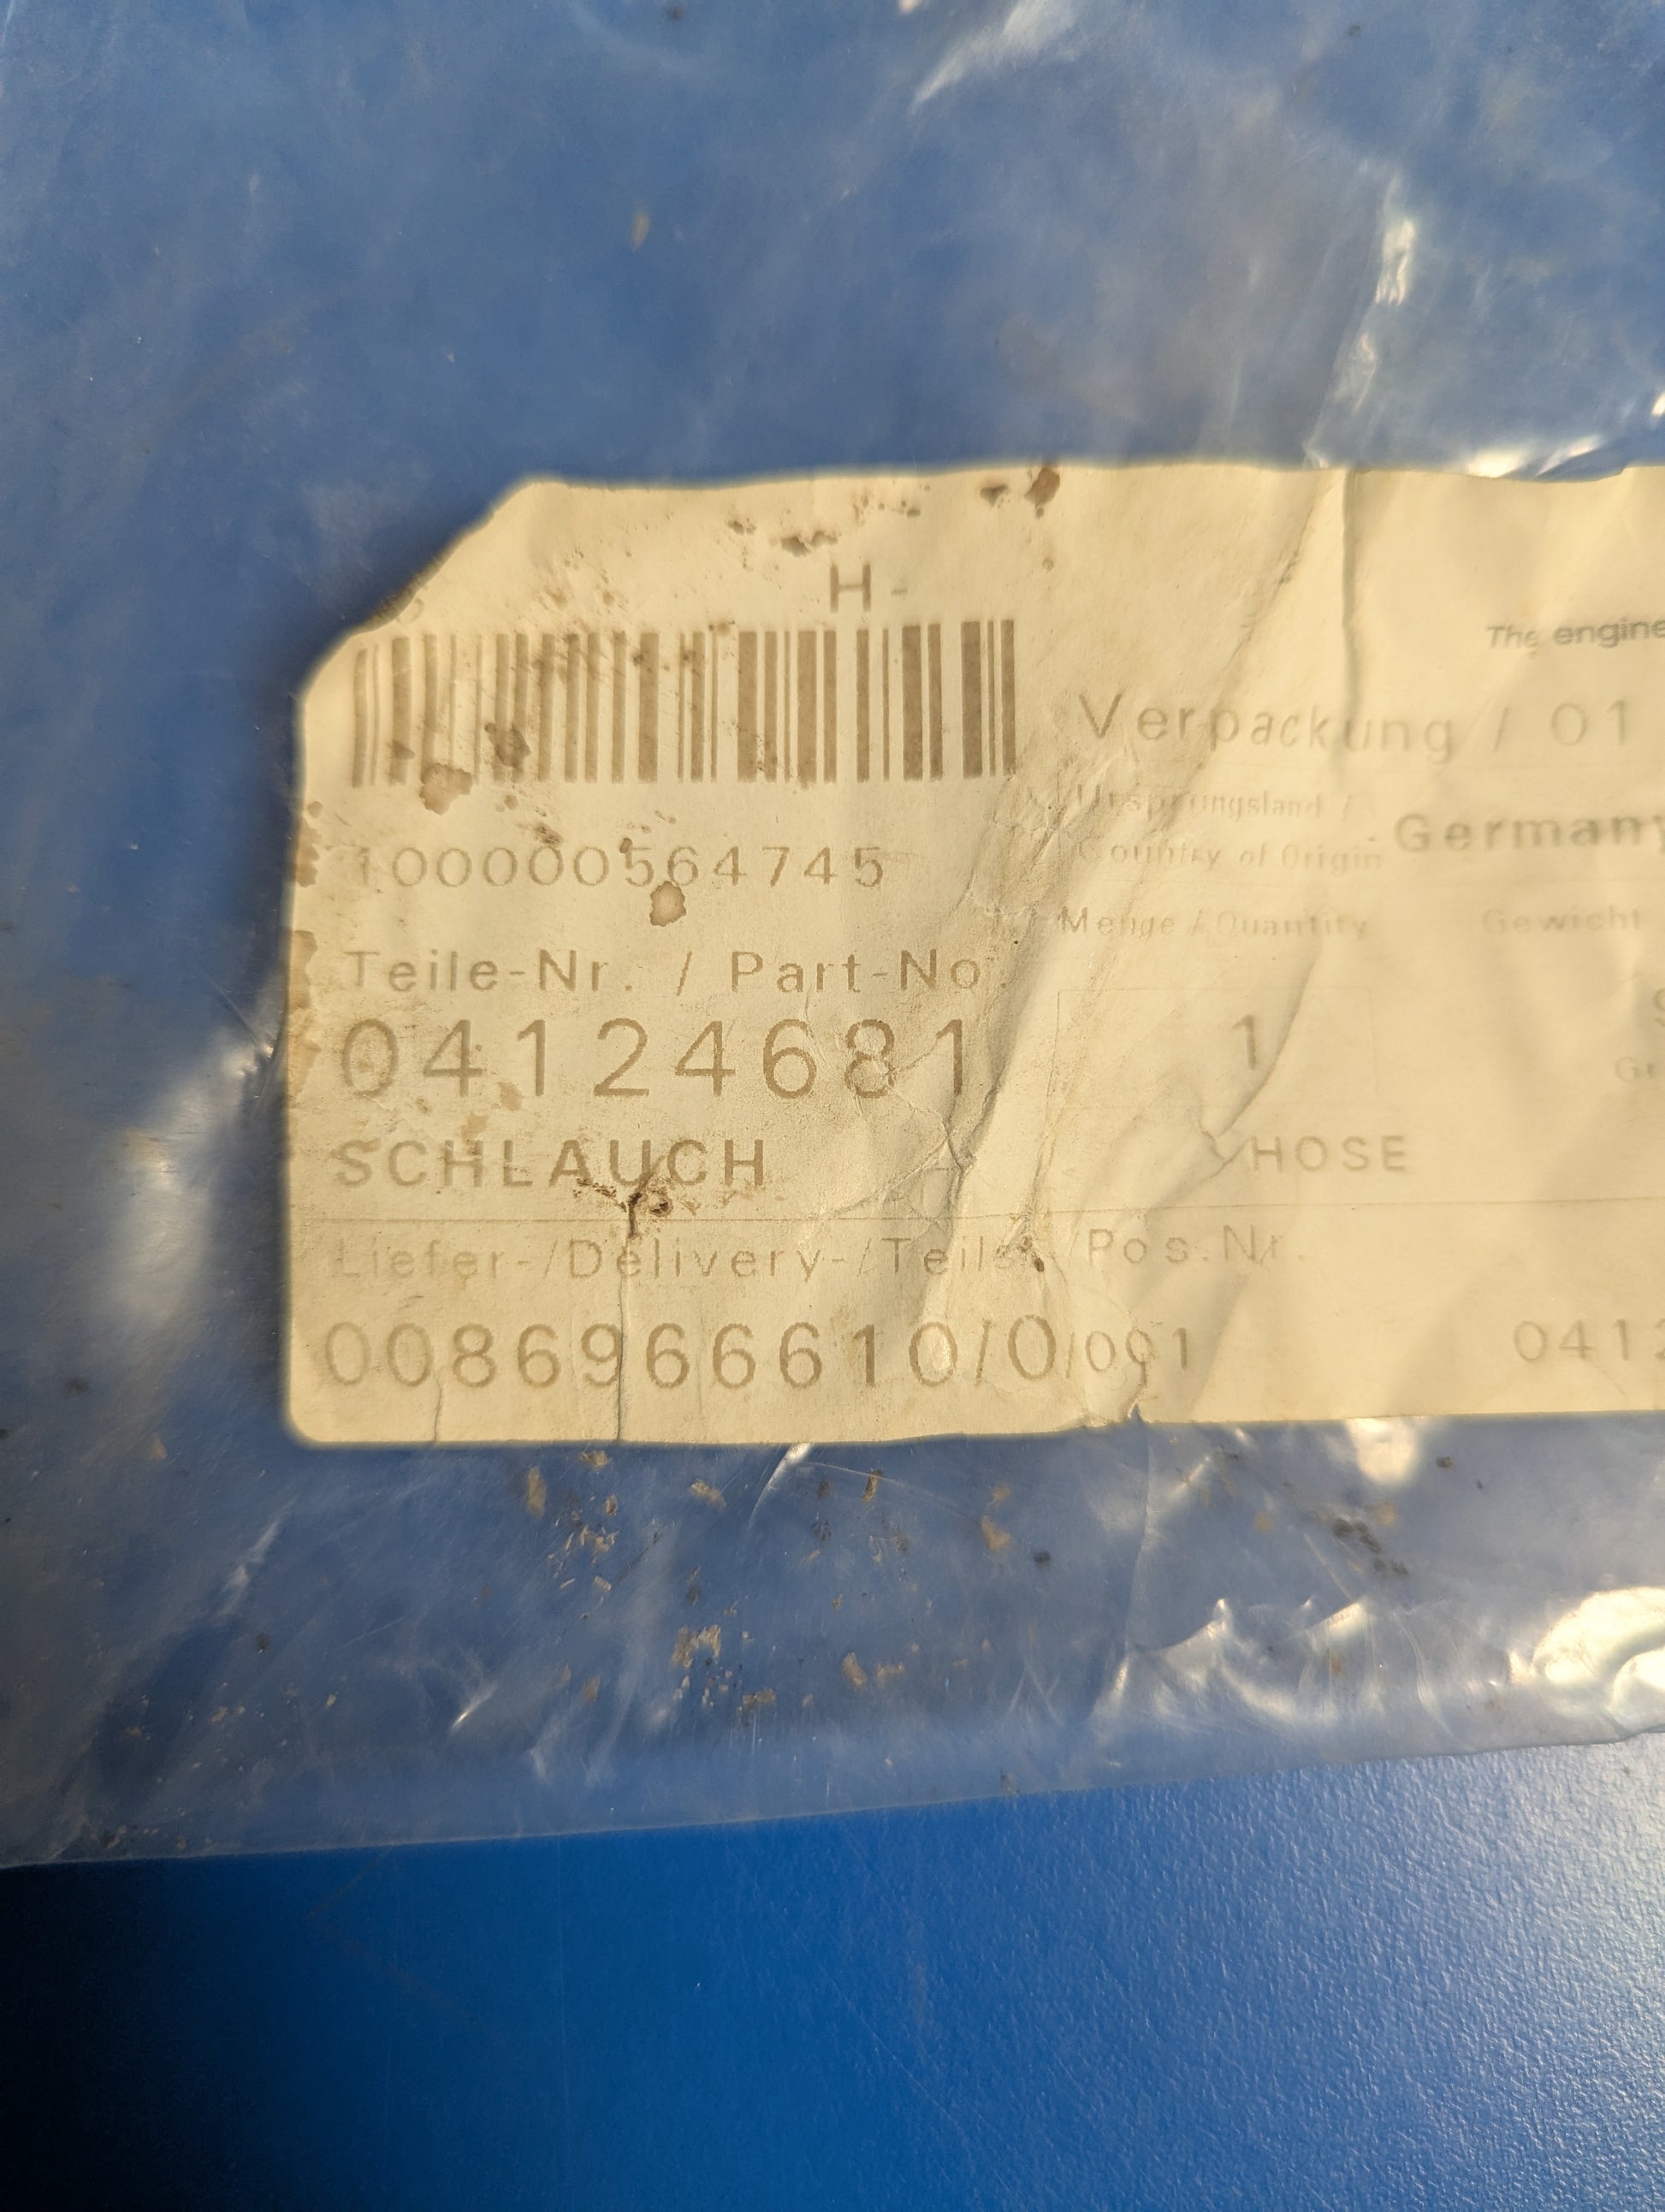 H-
The engine
Verpackung / 01
100000564745
Ursprungsland /
Country of Origin Germany
Teile-Nr. / Part-No.
Menge / Quantity Gewicht
04124681
1
SCHLAUCH
HOSE
Liefer-/Delivery-/Teils-/Pos.Nr.
0086966610/0/001
0412